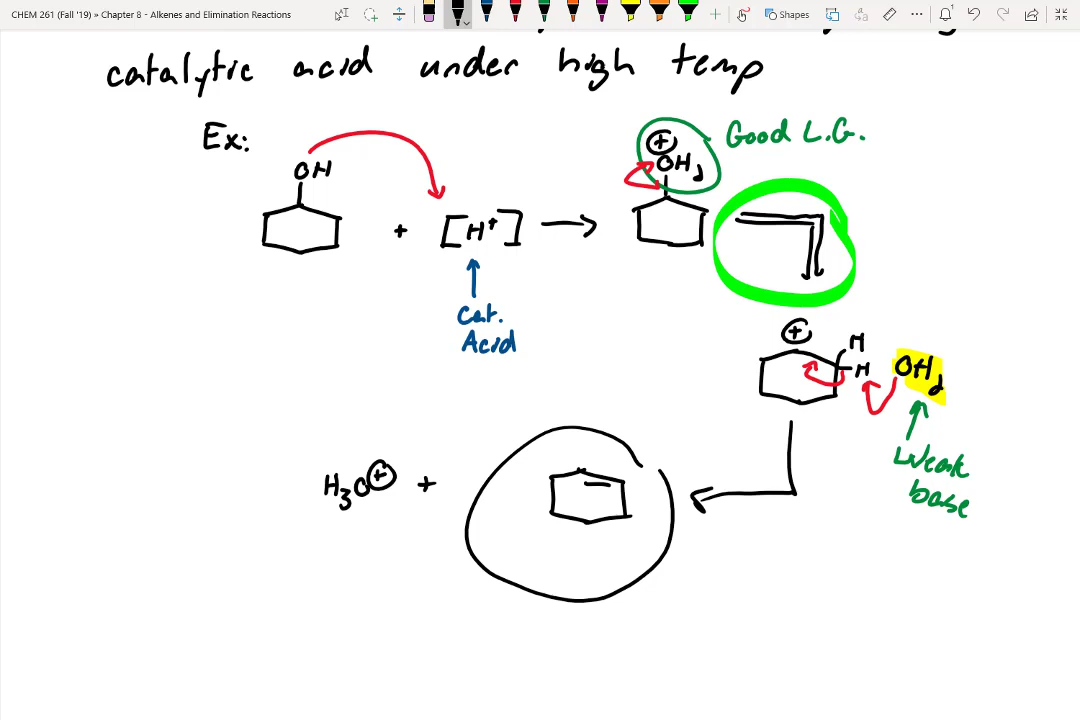 CHEM 261 (Fall '19) » Chapter 8 - Alkenes and Elimination Reactions
Shapes
catalytic acid under high temp
Ex:
OH
+ [H⁺]
Cat.
Acid
⊕
OH₂
Good L.G.
⊕
H
H
OH₂
Weak
base
H₃O⊕ +